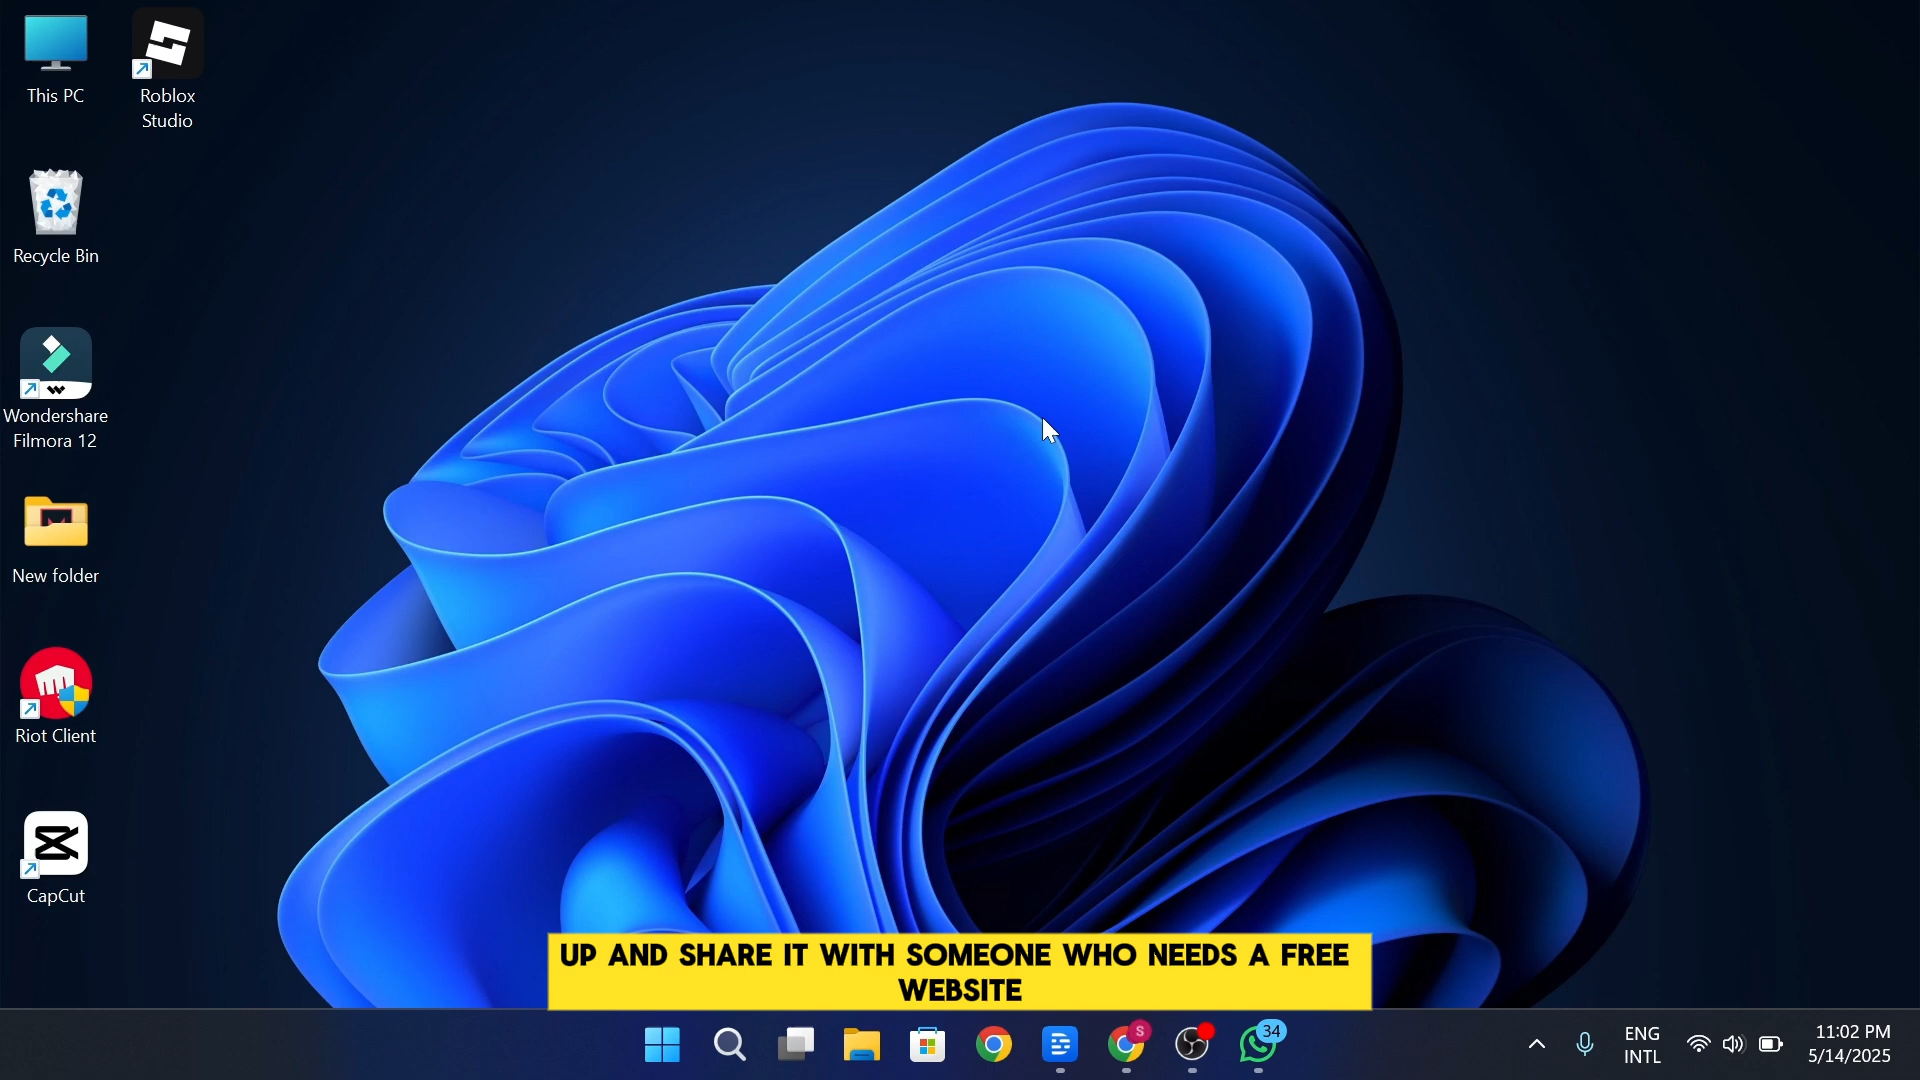 This PC
Roblox
Studio
Recycle Bin
Wondershare
Filmora 12
New folder
Riot Client
CapCut
UP AND SHARE IT WITH SOMEONE WHO NEEDS A FREE
WEBSITE
S
34
ENG
INTL
11:02 PM
5/14/2025